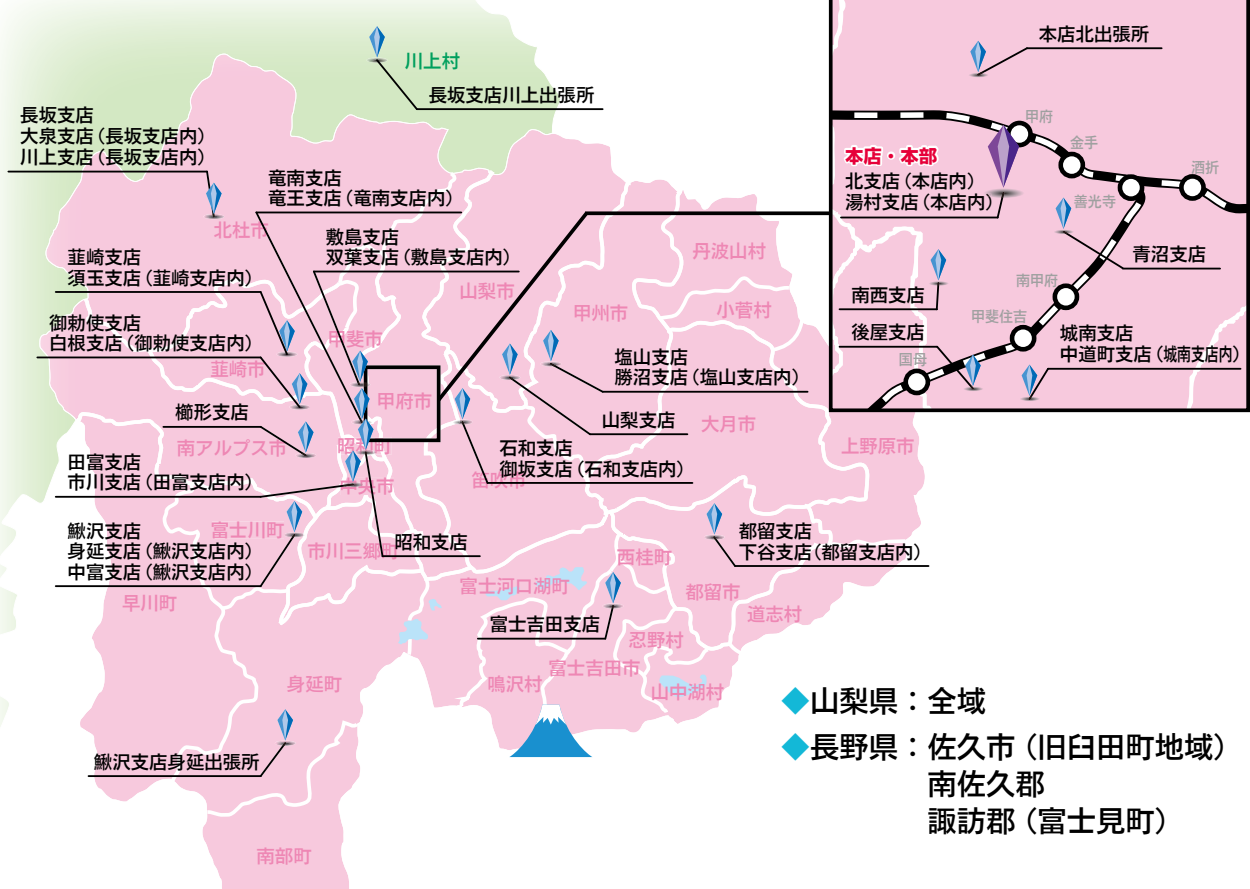 川上村
長坂支店川上出張所
長坂支店
大泉支店（長坂支店内）
川上支店（長坂支店内）
北杜市
竜南支店
竜王支店（竜南支店内）
敷島支店
双葉支店（敷島支店内）
韮崎支店
須玉支店（韮崎支店内）
御勅使支店
白根支店（御勅使支店内）
韮崎市
甲斐市
山梨市
甲州市
丹波山村
小菅村
櫛形支店
南アルプス市
甲府市
昭和町
中央市
田富支店
市川支店（田富支店内）
塩山支店
勝沼支店（塩山支店内）
山梨支店
大月市
上野原市
石和支店
御坂支店（石和支店内）
笛吹市
鰍沢支店
身延支店（鰍沢支店内）
中富支店（鰍沢支店内）
富士川町
市川三郷町
昭和支店
都留支店
下谷支店（都留支店内）
西桂町
早川町
富士河口湖町
都留市
道志村
富士吉田支店
忍野村
富士吉田市
鳴沢村
山中湖村
身延町
鰍沢支店身延出張所
南部町
本店北出張所
甲府
金手
酒折
善光寺
本店・本部
北支店（本店内）
湯村支店（本店内）
青沼支店
南西支店
南甲府
甲斐住吉
後屋支店
国母
城南支店
中道町支店（城南支店内）
◆山梨県：全域
◆長野県：佐久市（旧臼田町地域）
南佐久郡
諏訪郡（富士見町）